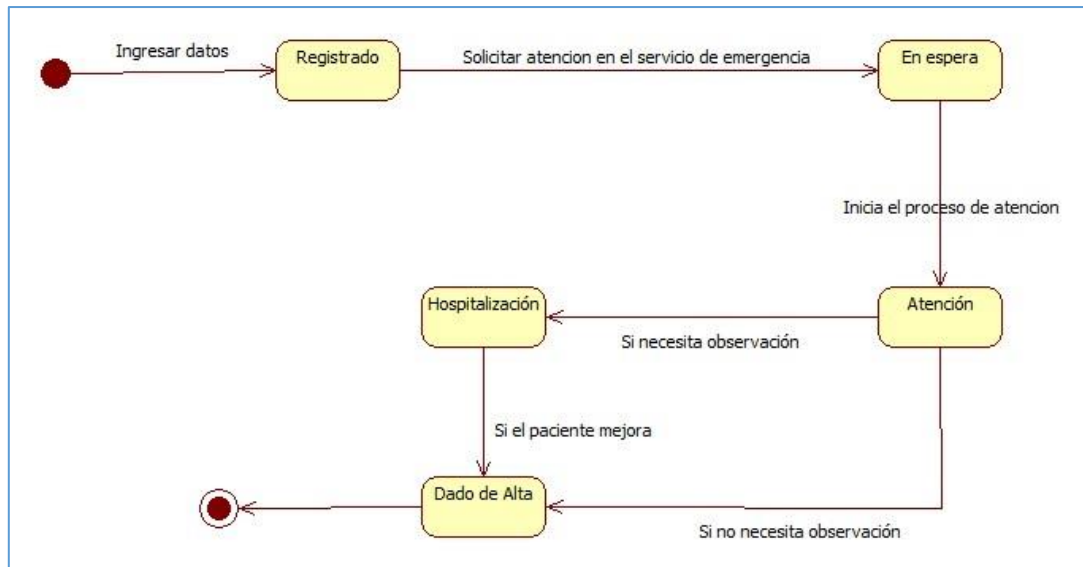 Ingresar datos
Registrado
Solicitar atencion en el servicio de emergencia
En espera
Inicia el proceso de atencion
Hospitalización
Atención
Si necesita observación
Si el paciente mejora
Dado de Alta
Si no necesita observación